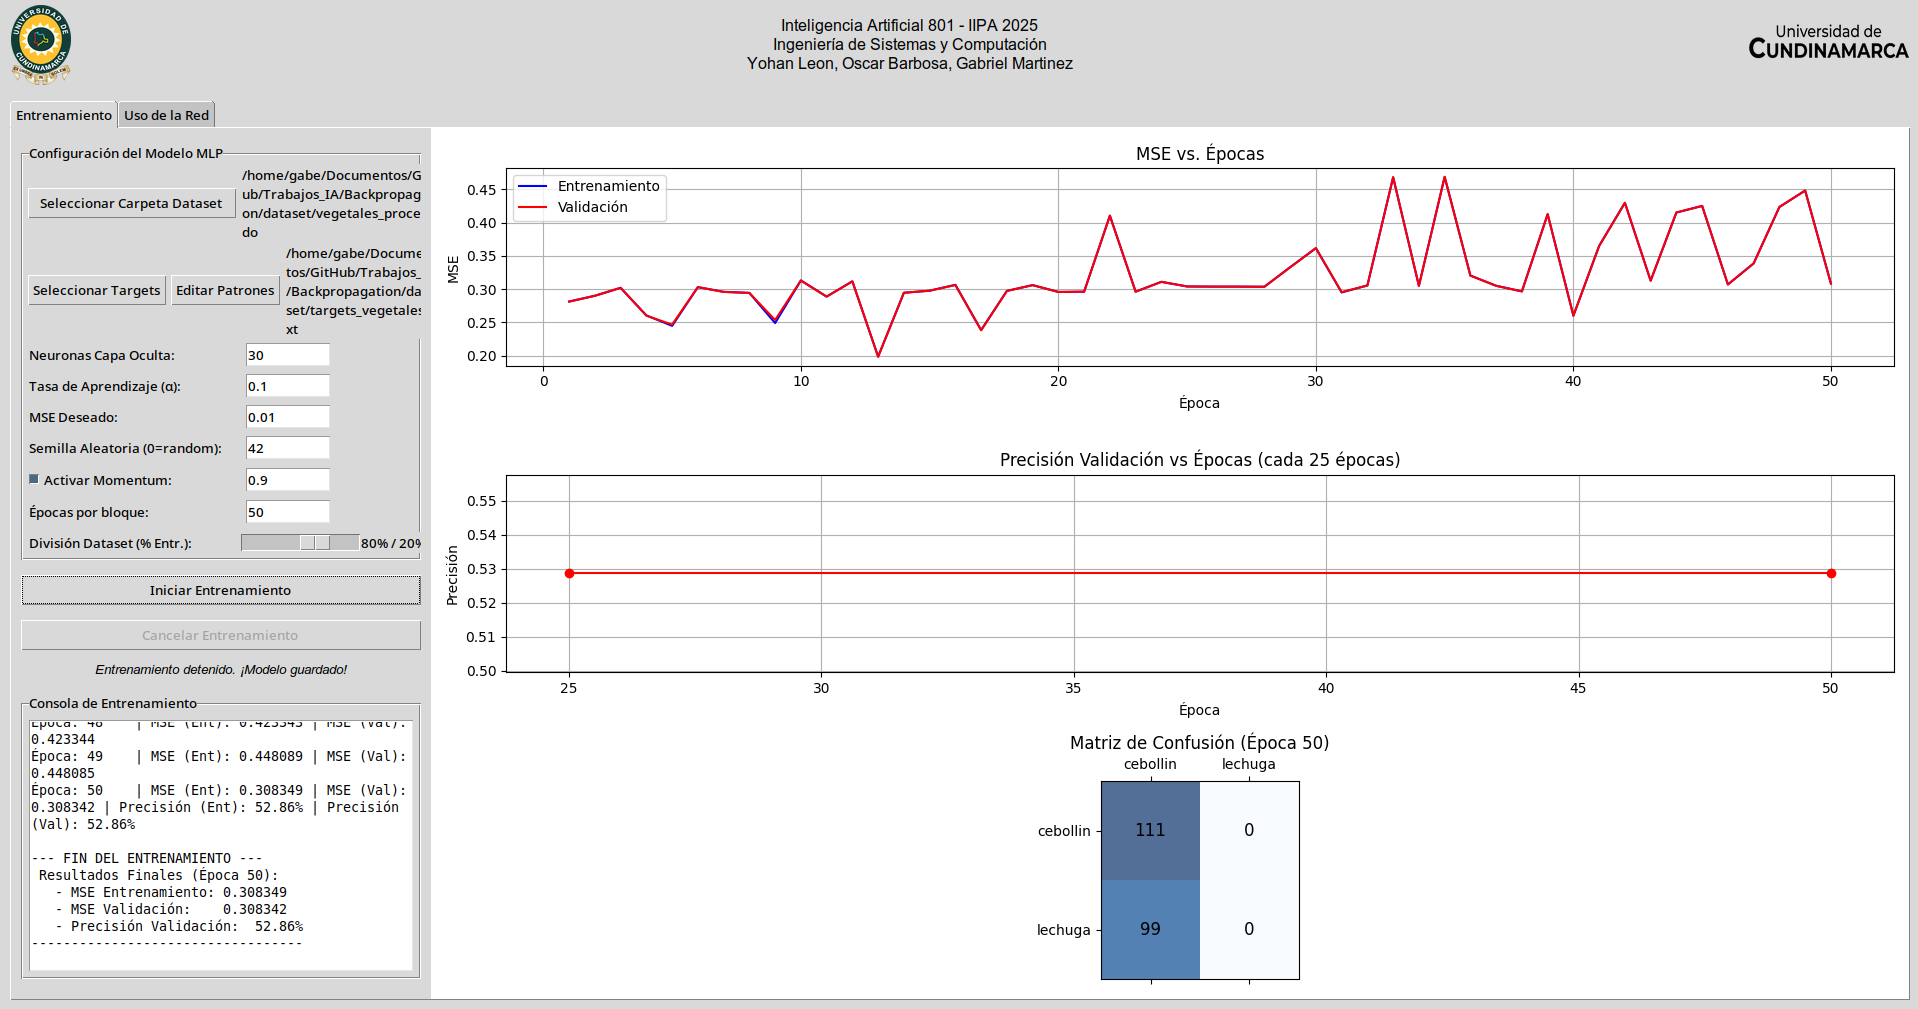 UNIVERSIDAD DE
CUNDINAMARCA
Inteligencia Artificial 801 - IIPA 2025
Ingeniería de Sistemas y Computación
Yohan Leon, Oscar Barbosa, Gabriel Martinez
Universidad de
CUNDINAMARCA
Entrenamiento
Uso de la Red
Configuración del Modelo MLP
Seleccionar Carpeta Dataset
/home/gabe/Documentos/G
ub/Trabajos_IA/Backpropag
on/dataset/vegetales_proce
do
Seleccionar Targets
Editar Patrones
/home/gabe/Docume
tos/GitHub/Trabajos_
/Backpropagation/da
set/targets_vegetales
xt
Neuronas Capa Oculta: 30
Tasa de Aprendizaje (α): 0.1
MSE Deseado: 0.01
Semilla Aleatoria (0=random): 42
Activar Momentum: 0.9
Épocas por bloque: 50
División Dataset (% Entr.): 80% / 20%
Iniciar Entrenamiento
Cancelar Entrenamiento
Entrenamiento detenido. ¡Modelo guardado!
Consola de Entrenamiento
Época: 48 | MSE (Ent): 0.423343 | MSE (Val):
0.423344
Época: 49 | MSE (Ent): 0.448089 | MSE (Val):
0.448085
Época: 50 | MSE (Ent): 0.308349 | MSE (Val):
0.308342 | Precisión (Ent): 52.86% | Precisión
(Val): 52.86%
--- FIN DEL ENTRENAMIENTO ---
Resultados Finales (Época 50):
- MSE Entrenamiento: 0.308349
- MSE Validación: 0.308342
- Precisión Validación: 52.86%
----------------------------------
MSE vs. Épocas
Entrenamiento
Validación
MSE
0.45
0.40
0.35
0.30
0.25
0.20
0 10 20 30 40 50
Época
Precisión Validación vs Épocas (cada 25 épocas)
Precisión
0.55
0.54
0.53
0.52
0.51
0.50
25 30 35 40 45 50
Época
Matriz de Confusión (Época 50)
cebollin lechuga
cebollin 111 0
lechuga 99 0